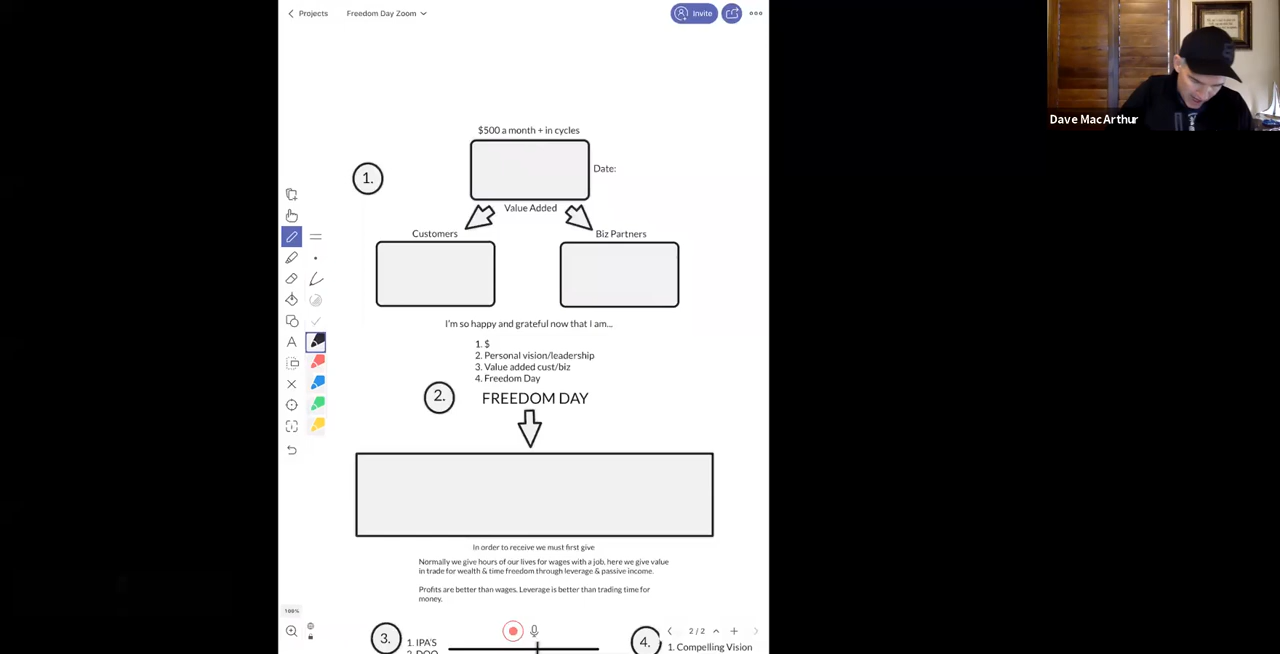 Projects
Freedom Day Zoom
Invite
Dave MacArthur
$500 a month + in cycles
Date:
1.
Value Added
Customers
Biz Partners
I'm so happy and grateful now that I am...
1. $
2. Personal vision/leadership
3. Value added cust/biz
4. Freedom Day
2.
FREEDOM DAY
A
In order to receive we must first give
Normally we give hours of our lives for wages with a job, here we give value
in trade for wealth & time freedom through leverage & passive income.
Profits are better than wages. Leverage is better than trading time for
money.
100%
3.
1. IPA'S
2. DOO
4.
2 / 2
1. Compelling Vision